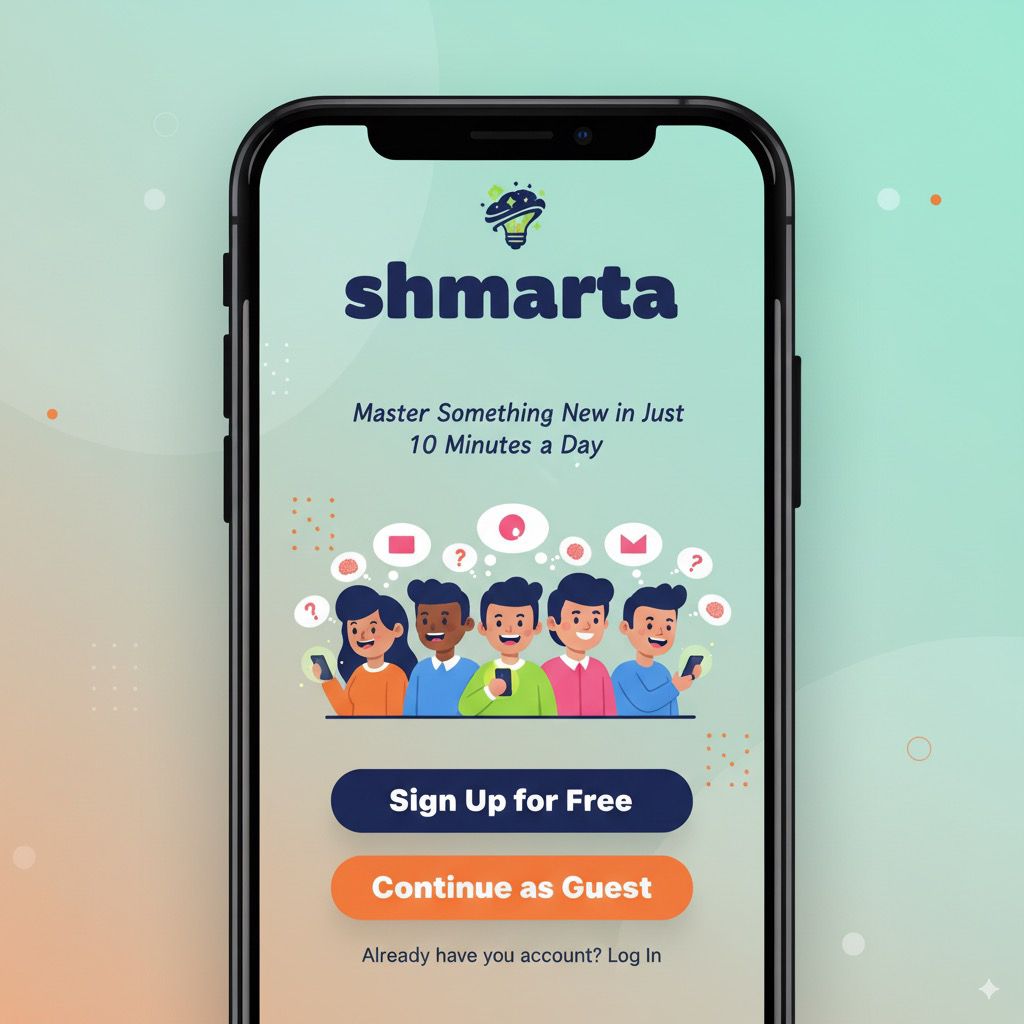 shmarta
Master Something New in Just
10 Minutes a Day
?
?
?
Sign Up for Free
Continue as Guest
Already have you account? Log In